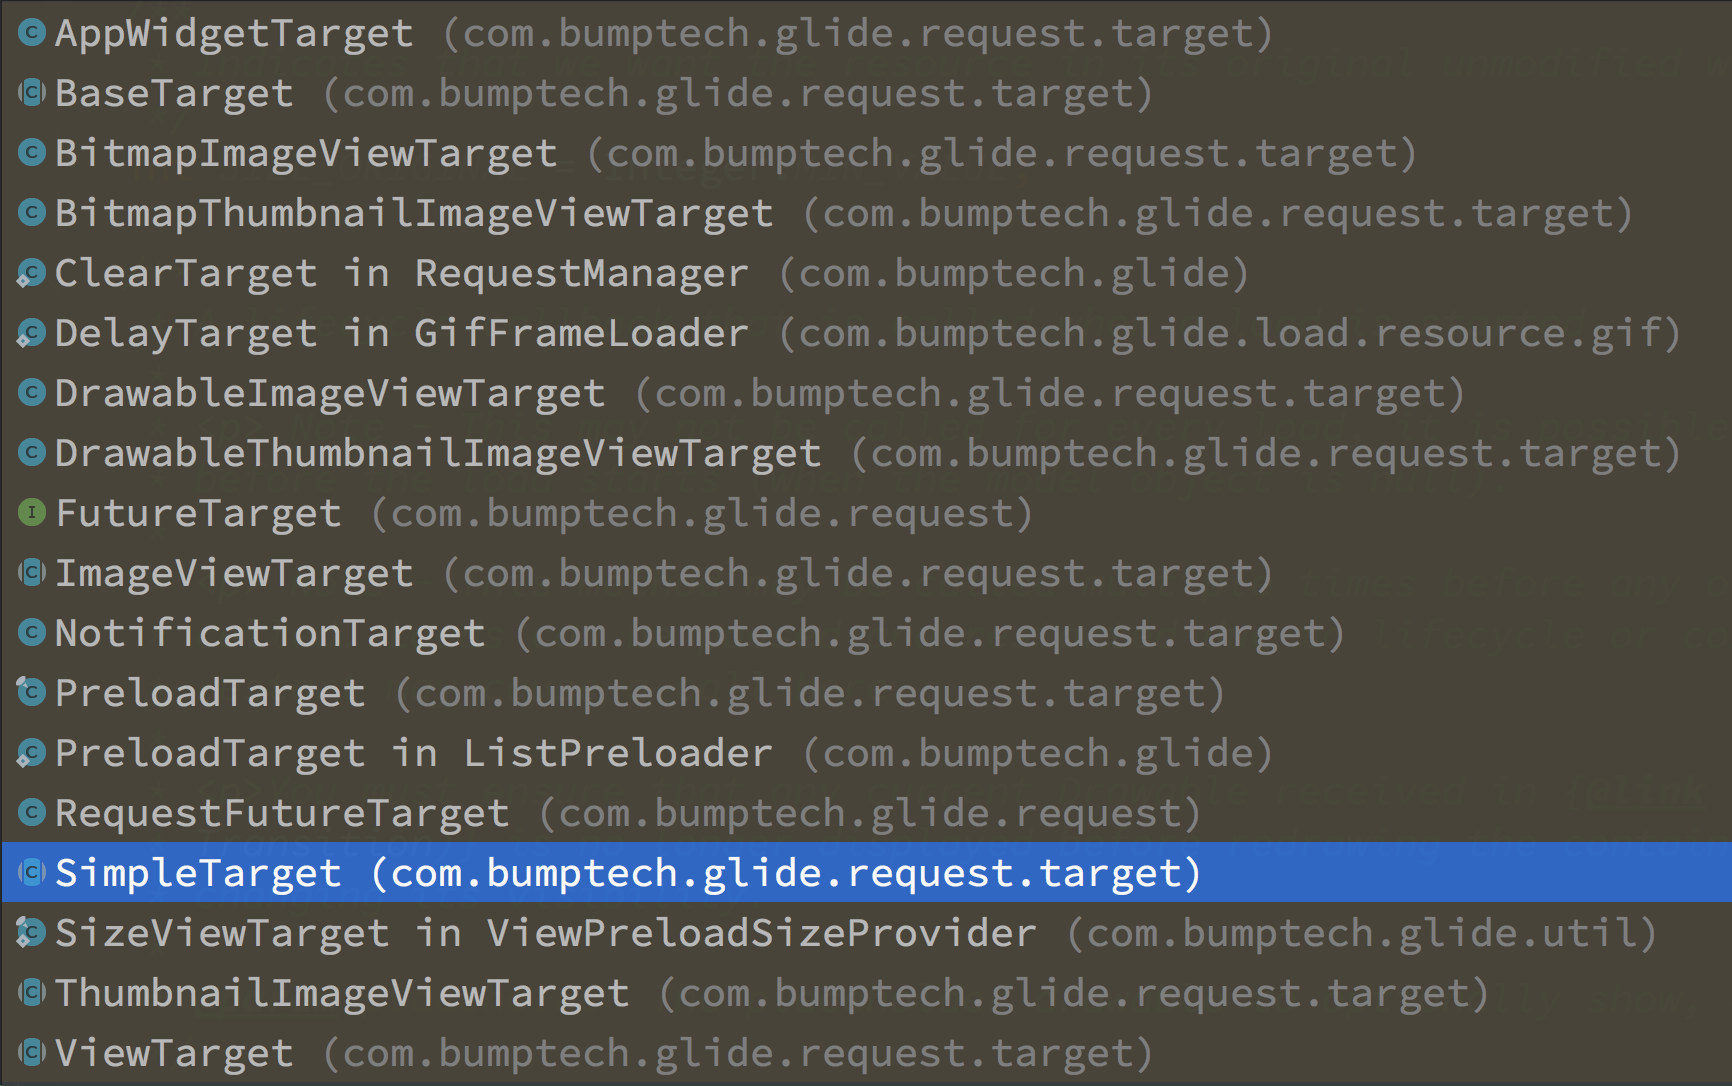 AppWidgetTarget (com.bumptech.glide.request.target)
BaseTarget (com.bumptech.glide.request.target)
BitmapImageViewTarget (com.bumptech.glide.request.target)
BitmapThumbnailImageViewTarget (com.bumptech.glide.request.target)
ClearTarget in RequestManager (com.bumptech.glide)
DelayTarget in GifFrameLoader (com.bumptech.glide.load.resource.gif)
DrawableImageViewTarget (com.bumptech.glide.request.target)
DrawableThumbnailImageViewTarget (com.bumptech.glide.request.target)
FutureTarget (com.bumptech.glide.request)
ImageViewTarget (com.bumptech.glide.request.target)
NotificationTarget (com.bumptech.glide.request.target)
PreloadTarget (com.bumptech.glide.request.target)
PreloadTarget in ListPreloader (com.bumptech.glide)
RequestFutureTarget (com.bumptech.glide.request)
SimpleTarget (com.bumptech.glide.request.target)
SizeViewTarget in ViewPreloadSizeProvider (com.bumptech.glide.util)
ThumbnailImageViewTarget (com.bumptech.glide.request.target)
ViewTarget (com.bumptech.glide.request.target)